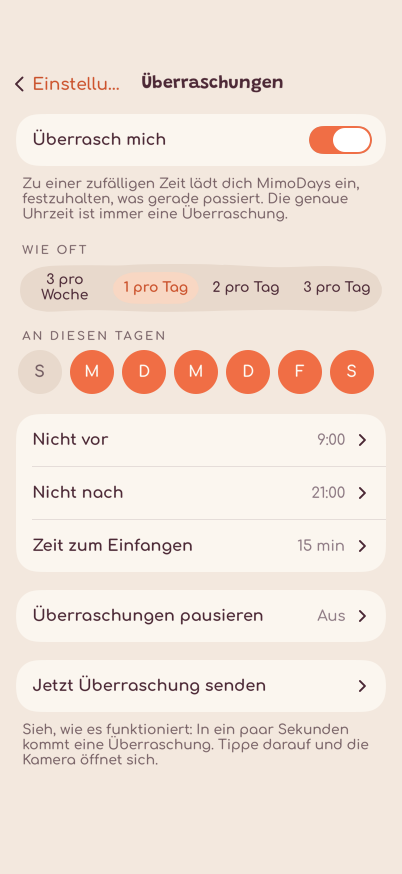 Einstellu... Überraschungen
Überrasch mich
Zu einer zufälligen Zeit lädt dich MimoDays ein,
festzuhalten, was gerade passiert. Die genaue
Uhrzeit ist immer eine Überraschung.
WIE OFT
3 pro
Woche
1 pro Tag
2 pro Tag
3 pro Tag
AN DIESEN TAGEN
S M D M D F S
Nicht vor 9:00
Nicht nach 21:00
Zeit zum Einfangen 15 min
Überraschungen pausieren Aus
Jetzt Überraschung senden
Sieh, wie es funktioniert: In ein paar Sekunden
kommt eine Überraschung. Tippe darauf und die
Kamera öffnet sich.